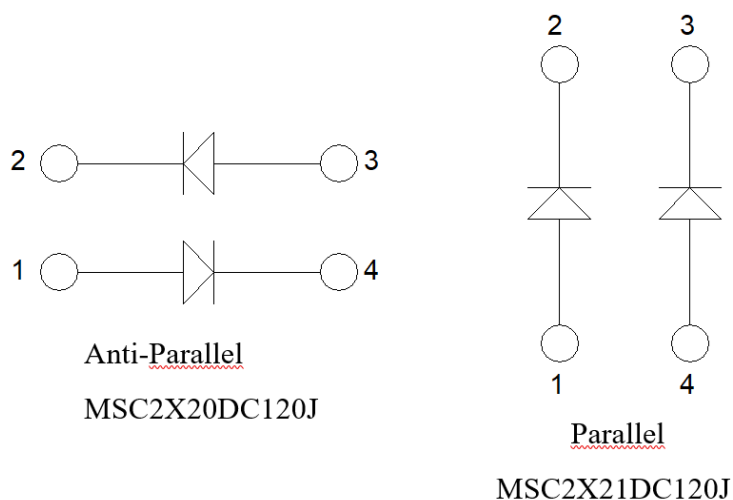 2 3
1 4
Anti-Parallel
MSC2X20DC120J
2 3
1 4
Parallel
MSC2X21DC120J